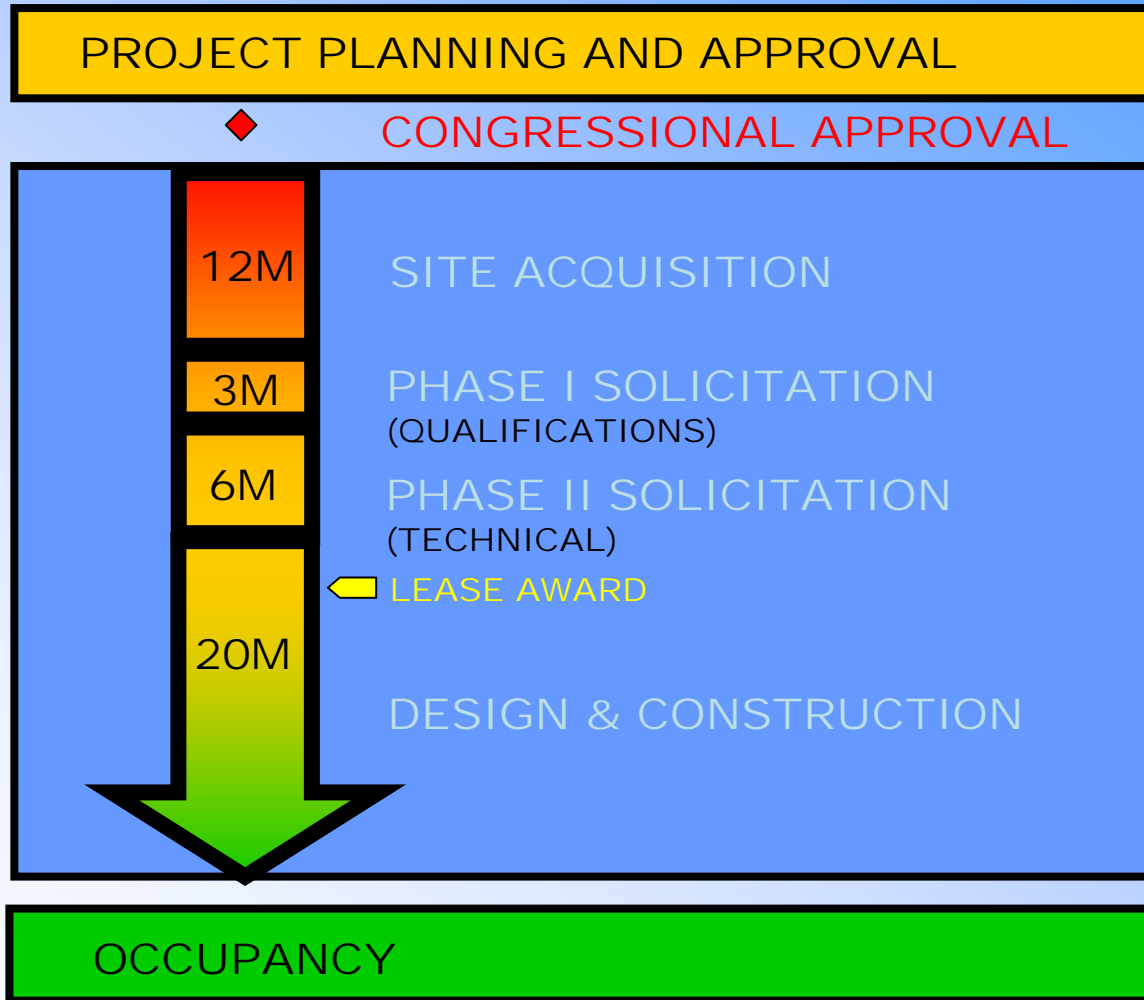 PROJECT PLANNING AND APPROVAL
CONGRESSIONAL APPROVAL
12M
SITE ACQUISITION
3M
PHASE I SOLICITATION
(QUALIFICATIONS)
6M
PHASE II SOLICITATION
(TECHNICAL)
LEASE AWARD
20M
DESIGN & CONSTRUCTION
OCCUPANCY